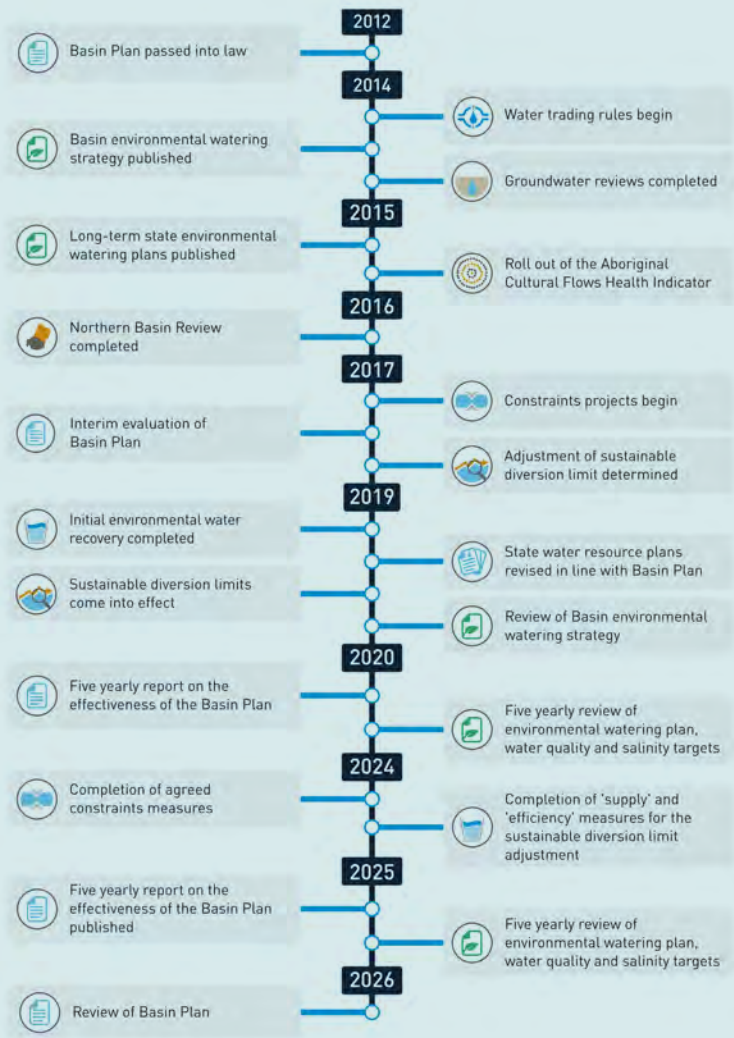 2012
Basin Plan passed into law
2014
Water trading rules begin
Basin environmental watering
strategy published
Groundwater reviews completed
2015
Long-term state environmental
watering plans published
Roll out of the Aboriginal
Cultural Flows Health Indicator
2016
Northern Basin Review
completed
2017
Constraints projects begin
Interim evaluation of
Basin Plan
Adjustment of sustainable
diversion limit determined
2019
Initial environmental water
recovery completed
State water resource plans
revised in line with Basin Plan
Sustainable diversion limits
come into effect
Review of Basin environmental
watering strategy
2020
Five yearly report on the
effectiveness of the Basin Plan
Five yearly review of
environmental watering plan,
water quality and salinity targets
2024
Completion of agreed
constraints measures
Completion of 'supply' and
'efficiency' measures for the
sustainable diversion limit
adjustment
2025
Five yearly report on the
effectiveness of the Basin Plan
published
Five yearly review of
environmental watering plan,
water quality and salinity targets
2026
Review of Basin Plan